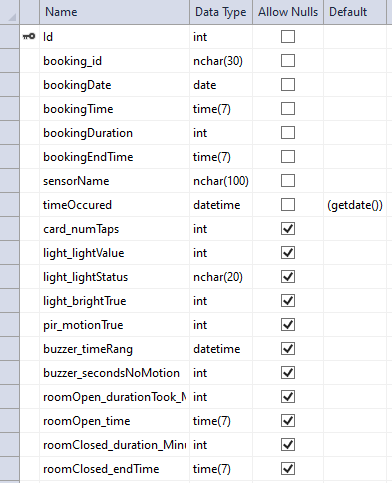 Name Data Type Allow Nulls Default
Id int
booking_id nchar(30)
bookingDate date
bookingTime time(7)
bookingDuration int
bookingEndTime time(7)
sensorName nchar(100)
timeOccured datetime (getdate())
card_numTaps int
light_lightValue int
light_lightStatus nchar(20)
light_brightTrue int
pir_motionTrue int
buzzer_timeRang datetime
buzzer_secondsNoMotion int
roomOpen_durationTook_M int
roomOpen_time time(7)
roomClosed_duration_Minu int
roomClosed_endTime time(7)